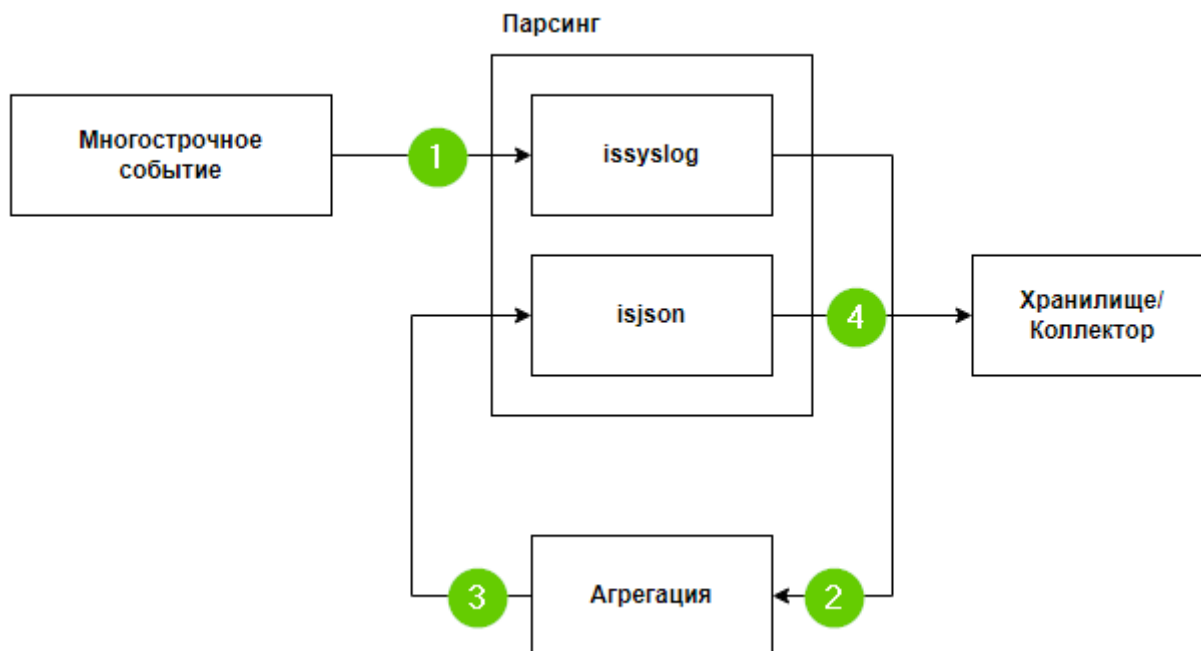 Парсинг
Многострочное
событие
1
issyslog
isjson
4
Хранилище/
Коллектор
3
Агрегация
2